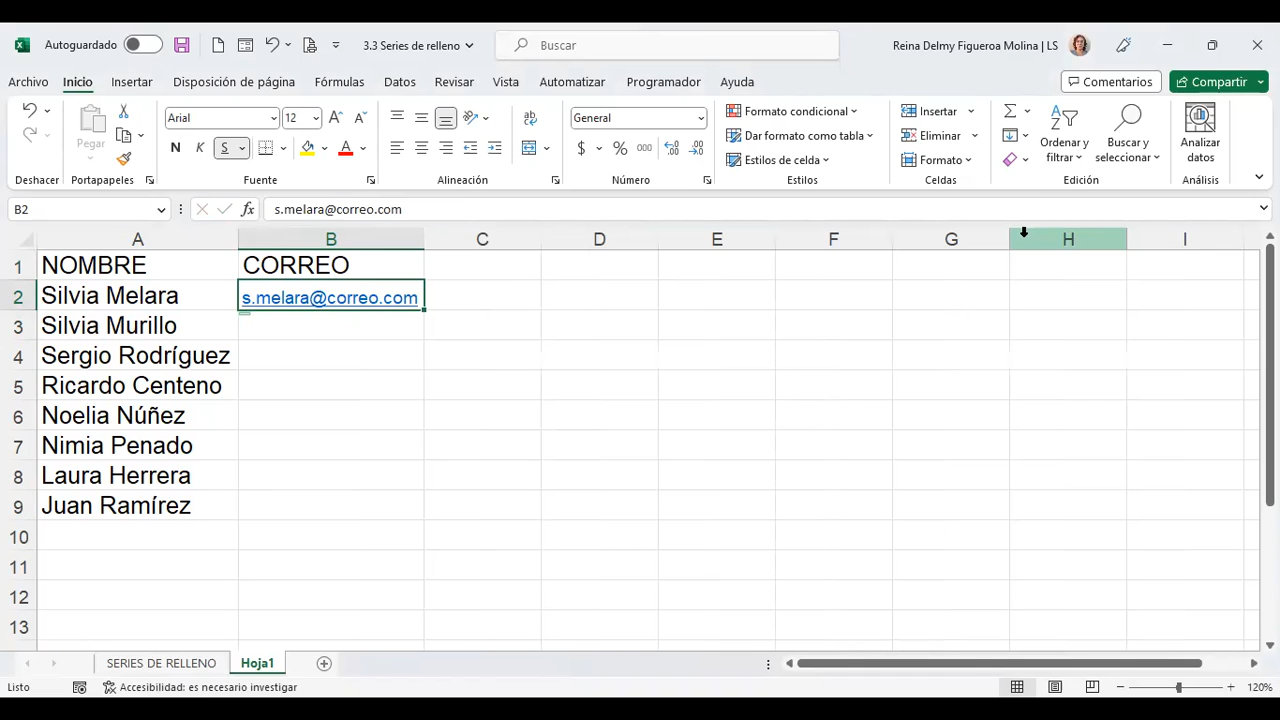 Autoguardado 3.3 Series de relleno Buscar Reina Delmy Figueroa Molina | LS
Archivo Inicio Insertar Disposición de página Fórmulas Datos Revisar Vista Automatizar Programador Ayuda Comentarios Compartir
Pegar
Arial 12
N K S
General
$ % 000
Formato condicional
Dar formato como tabla
Estilos de celda
Insertar
Eliminar
Formato
Ordenar y
filtrar
Buscar y
seleccionar
Analizar
datos
Deshacer Portapapeles Fuente Alineación Número Estilos Celdas Edición Análisis
B2 fx s.melara@correo.com
A B C D E F G H I
1 NOMBRE CORREO
2 Silvia Melara s.melara@correo.com
3 Silvia Murillo
4 Sergio Rodríguez
5 Ricardo Centeno
6 Noelia Núñez
7 Nimia Penado
8 Laura Herrera
9 Juan Ramírez
10
11
12
13
SERIES DE RELLENO Hoja1
Listo Accesibilidad: es necesario investigar 120%